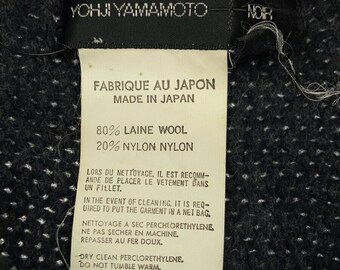 YOHJI YAMAMOTO NOIR
FABRIQUE AU JAPON
MADE IN JAPAN
80% LAINE WOOL
20% NYLON NYLON
LORS DU NETTOYAGE, IL EST RECOMM-
ANDE DE PLACER LE VETEMENT DANS
UN FILLET.
IN THE EVENT OF CLEANING, IT IS REQ-
UIRED TO PUT THE GARMENT IN A NET BAG.
NETTOYAGE A SEC PERCHLORETHYLENE.
NE PAS SECHER EN MACHINE.
REPASSER AU FER DOUX.
DRY CLEAN PERCLORETHYLENE.
DO NOT TUMBLE WARM.